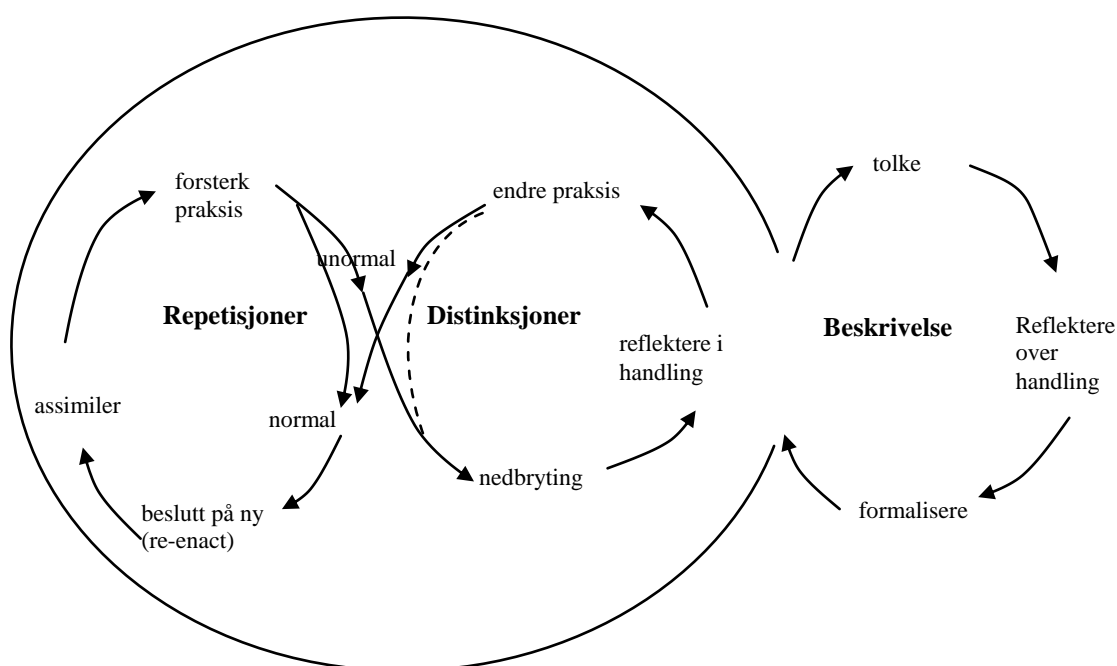 tolke
forsterk
praksis
endre praksis
unormal
Repetisjoner
Distinksjoner
Beskrivelse
Reflektere
over
handling
reflektere i
handling
assimiler
normal
nedbryting
beslutt på ny
(re-enact)
formalisere